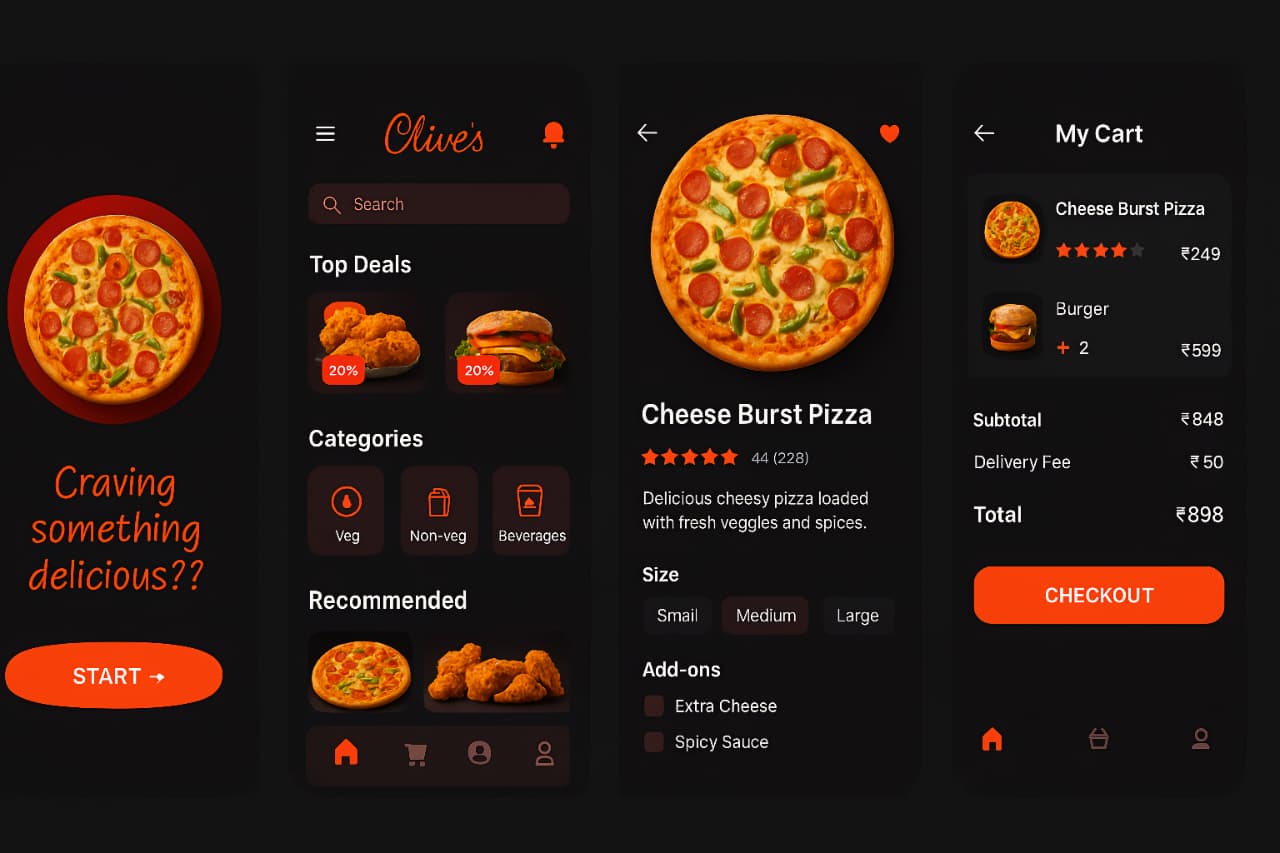 Craving
something
delicious??
START →
Olive's
Search
Top Deals
20%
20%
Categories
Veg
Non-veg
Beverages
Recommended
Cheese Burst Pizza
44 (228)
Delicious cheesy pizza loaded
with fresh veggies and spices.
Size
Smail
Medium
Large
Add-ons
Extra Cheese
Spicy Sauce
My Cart
Cheese Burst Pizza
₹249
Burger
+ 2
₹599
Subtotal ₹848
Delivery Fee ₹50
Total ₹898
CHECKOUT